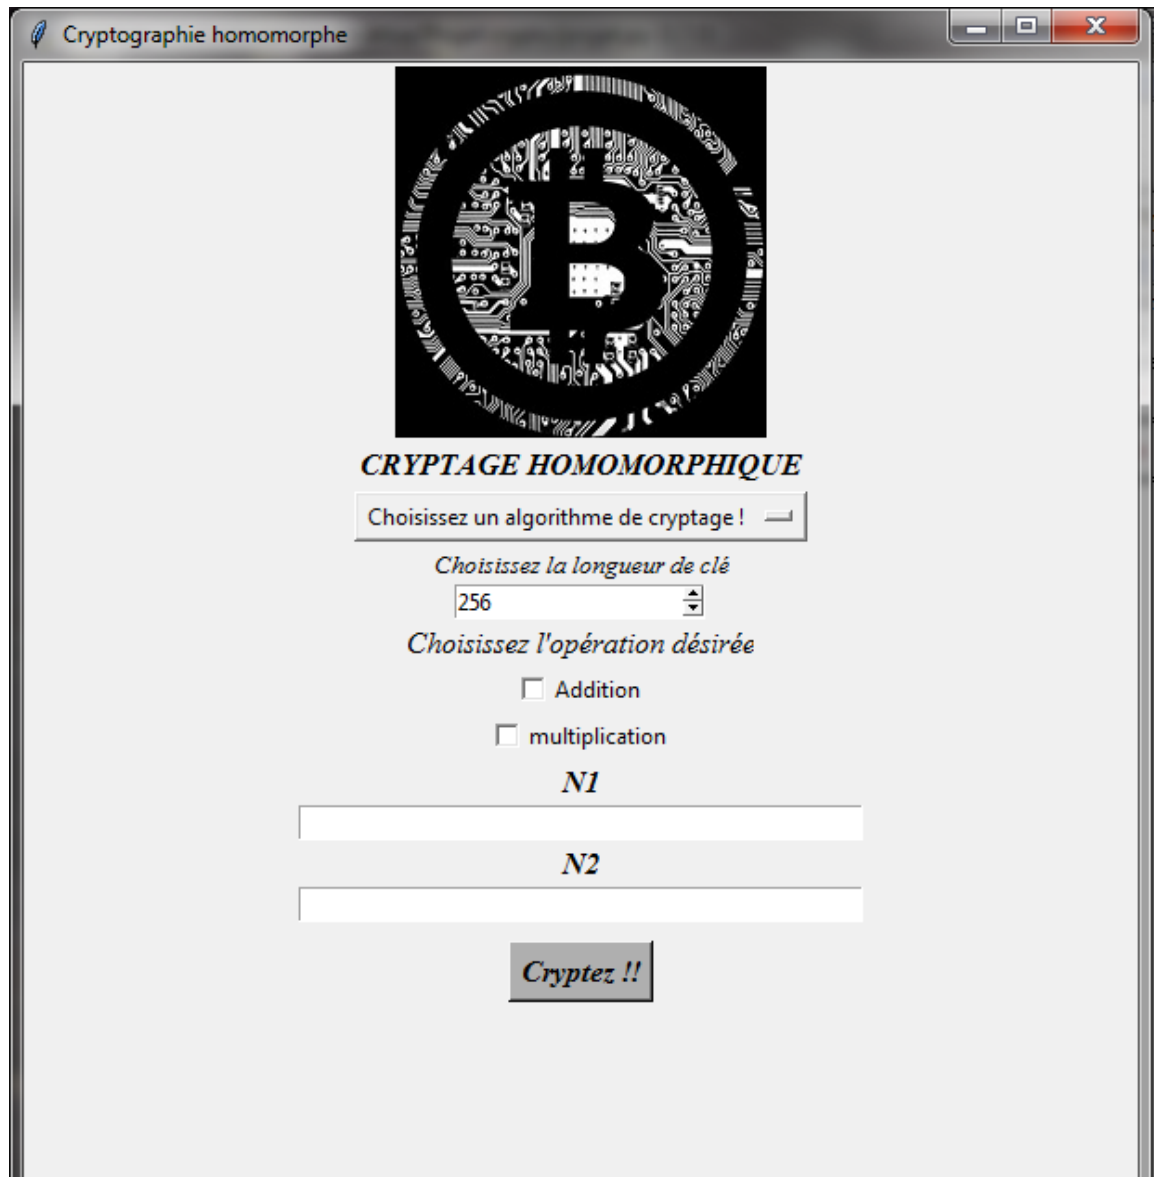 Cryptographie homomorphe
CRYPTAGE HOMOMORPHIQUE
Choisissez un algorithme de cryptage !
Choisissez la longueur de clé
256
Choisissez l'opération désirée
Addition
multiplication
N1
N2
Cryptez !!